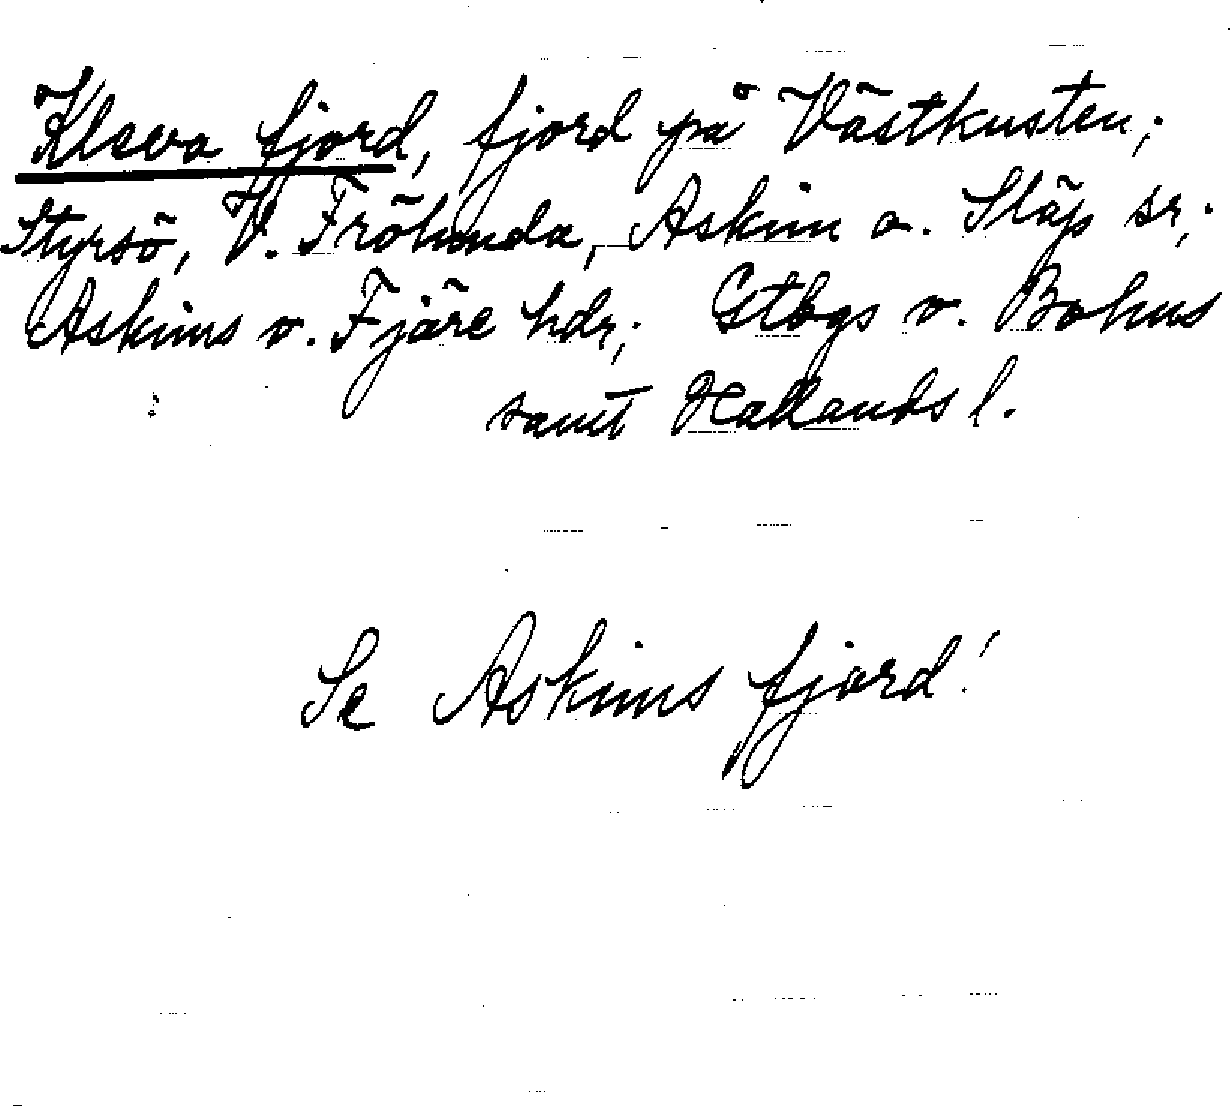 Kleva fjord, fjord på Västkusten;
Styrsö, V. Frölunda, Askim o. Släp sr;
Askims o. Fjäre hdr; Gtbgs o. Bohus
samt Hallands l.
Se Askims fjord!